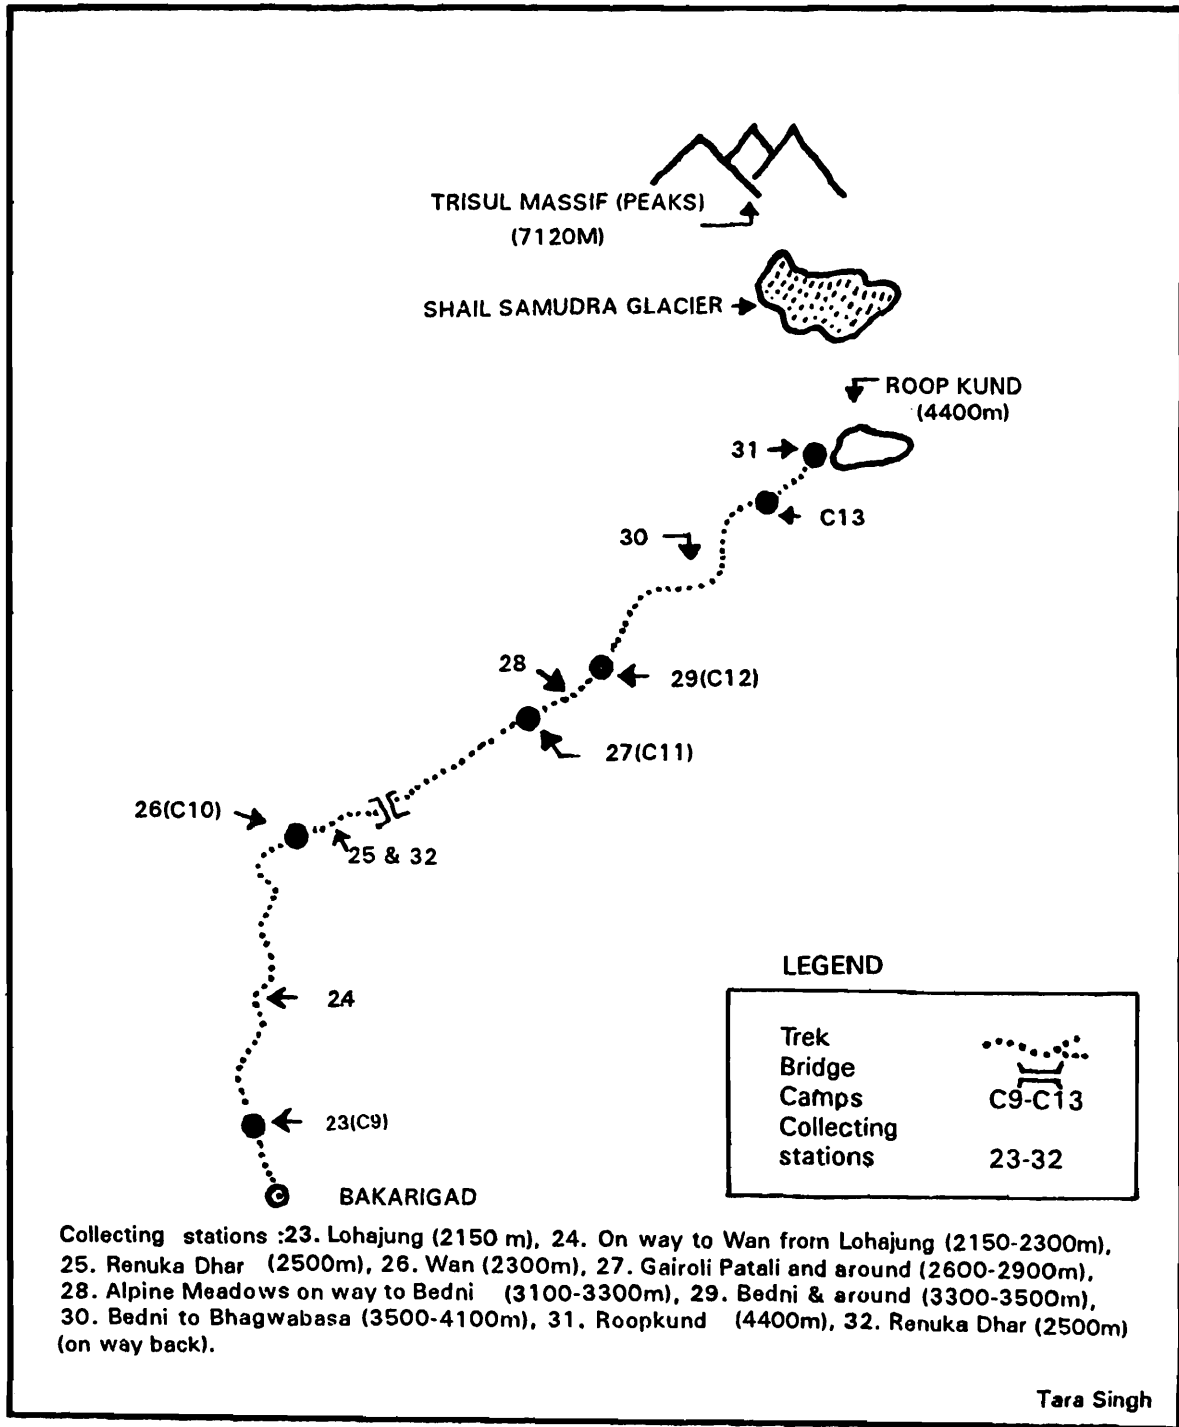 TRISUL MASSIF (PEAKS)
(7120M)
SHAIL SAMUDRA GLACIER
ROOP KUND
(4400m)
31
C13
30
28
29(C12)
27(C11)
26(C10)
25 & 32
24
23(C9)
BAKARIGAD
LEGEND
Trek
Bridge
Camps C9-C13
Collecting
stations 23-32
Collecting stations :23. Lohajung (2150 m), 24. On way to Wan from Lohajung (2150-2300m),
25. Renuka Dhar (2500m), 26. Wan (2300m), 27. Gairoli Patali and around (2600-2900m),
28. Alpine Meadows on way to Bedni (3100-3300m), 29. Bedni & around (3300-3500m),
30. Bedni to Bhagwabasa (3500-4100m), 31. Roopkund (4400m), 32. Renuka Dhar (2500m)
(on way back).
Tara Singh